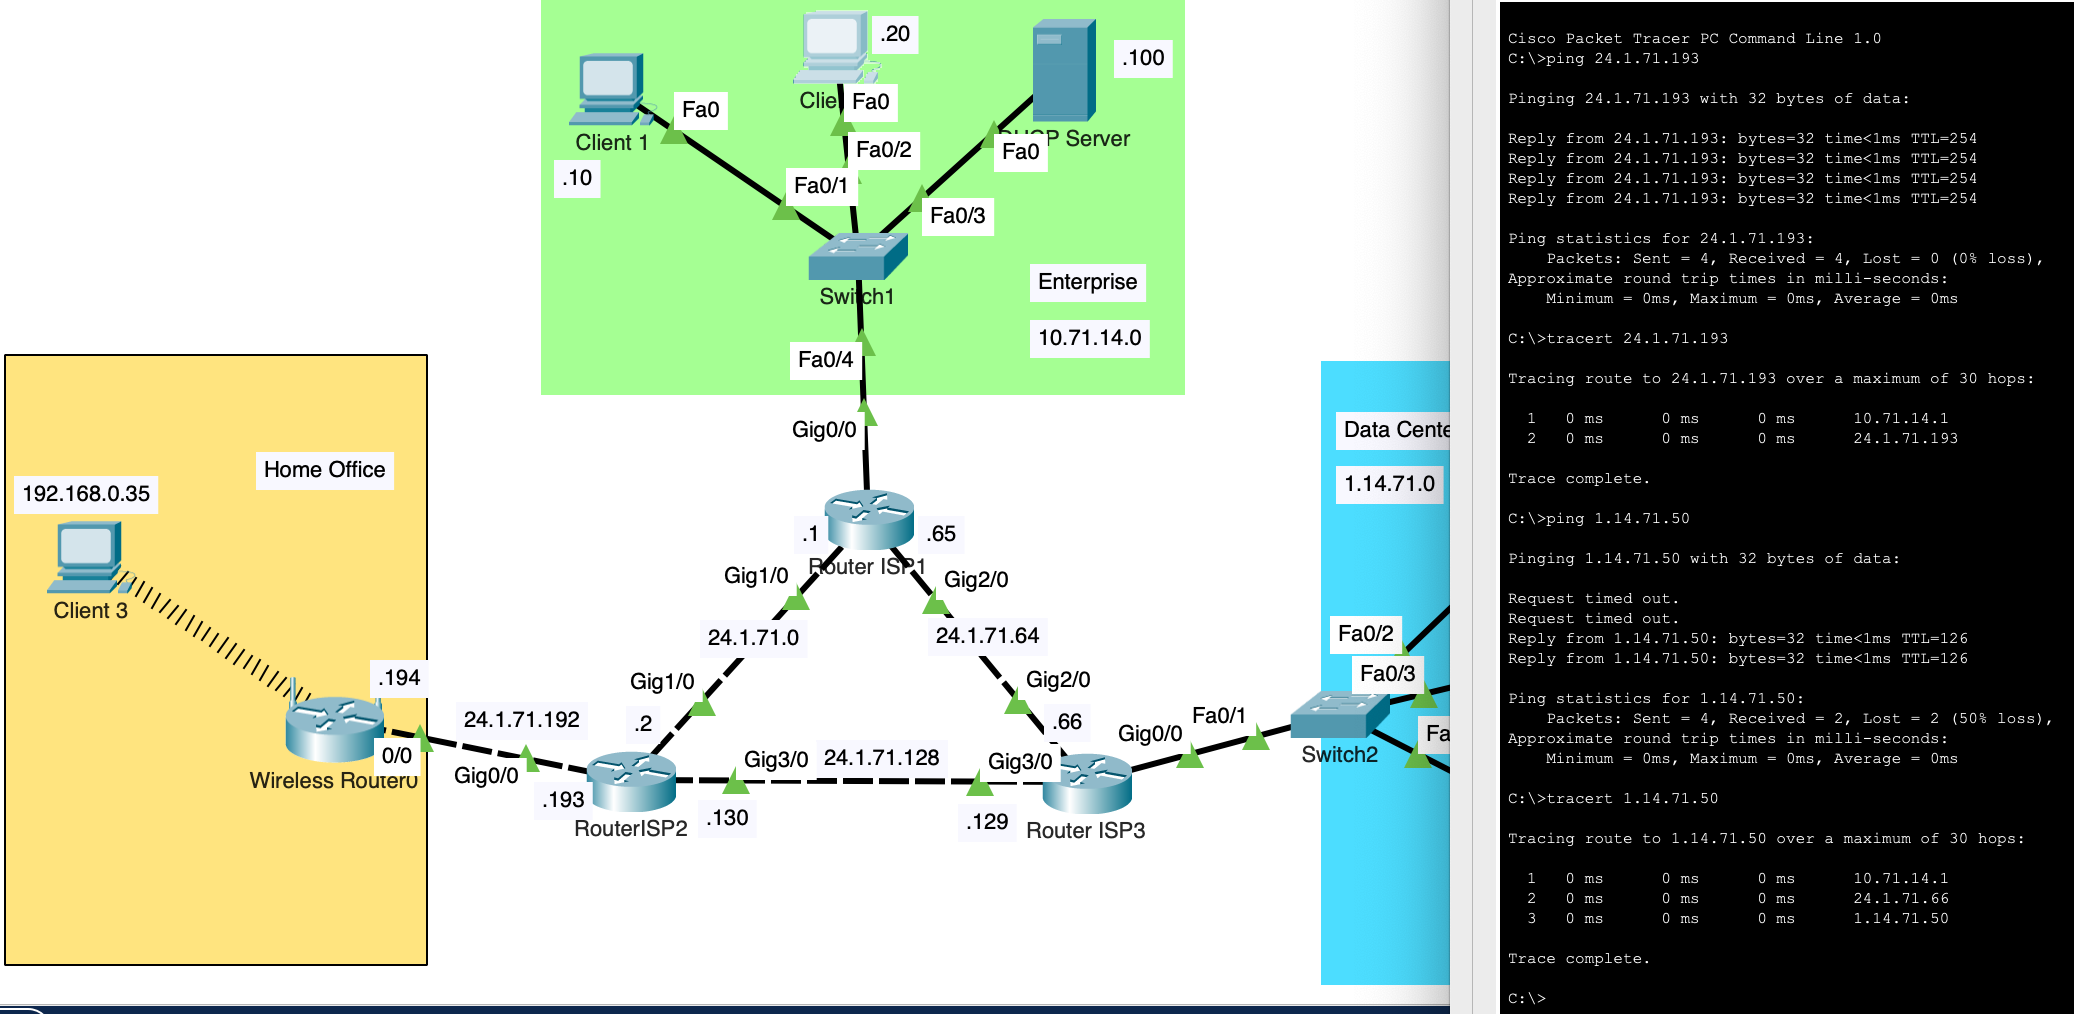 .20
.100
Fa0
Clie
Fa0
Client 1
P Server
Fa0/2
Fa0
.10
Fa0/1
Fa0/3
Enterprise
Switch1
10.71.14.0
Fa0/4
Gig0/0
Data Cente
Home Office
1.14.71.0
192.168.0.35
.1
.65
Router ISP1
Gig1/0
Gig2/0
Client 3
24.1.71.0
24.1.71.64
Fa0/2
Fa0/3
.194
Gig1/0
Gig2/0
24.1.71.192
.2
.66
Fa0/1
Gig0/0
Fa
0/0
Gig3/0
24.1.71.128
Gig3/0
Switch2
Wireless Router0
Gig0/0
.193
.130
.129
RouterISP2
Router ISP3
Cisco Packet Tracer PC Command Line 1.0
C:\>ping 24.1.71.193
Pinging 24.1.71.193 with 32 bytes of data:
Reply from 24.1.71.193: bytes=32 time<1ms TTL=254
Reply from 24.1.71.193: bytes=32 time<1ms TTL=254
Reply from 24.1.71.193: bytes=32 time<1ms TTL=254
Reply from 24.1.71.193: bytes=32 time<1ms TTL=254
Ping statistics for 24.1.71.193:
Packets: Sent = 4, Received = 4, Lost = 0 (0% loss),
Approximate round trip times in milli-seconds:
Minimum = 0ms, Maximum = 0ms, Average = 0ms
C:\>tracert 24.1.71.193
Tracing route to 24.1.71.193 over a maximum of 30 hops:
1 0 ms 0 ms 0 ms 10.71.14.1
2 0 ms 0 ms 0 ms 24.1.71.193
Trace complete.
C:\>ping 1.14.71.50
Pinging 1.14.71.50 with 32 bytes of data:
Request timed out.
Request timed out.
Reply from 1.14.71.50: bytes=32 time<1ms TTL=126
Reply from 1.14.71.50: bytes=32 time<1ms TTL=126
Ping statistics for 1.14.71.50:
Packets: Sent = 4, Received = 2, Lost = 2 (50% loss),
Approximate round trip times in milli-seconds:
Minimum = 0ms, Maximum = 0ms, Average = 0ms
C:\>tracert 1.14.71.50
Tracing route to 1.14.71.50 over a maximum of 30 hops:
1 0 ms 0 ms 0 ms 10.71.14.1
2 0 ms 0 ms 0 ms 24.1.71.66
3 0 ms 0 ms 0 ms 1.14.71.50
Trace complete.
C:\>